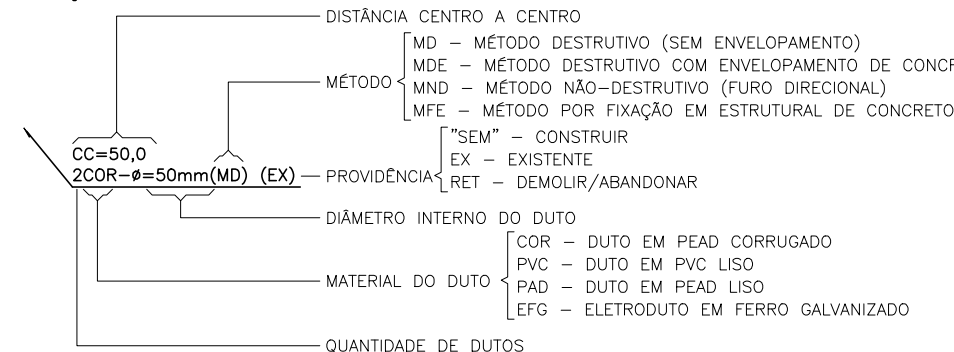 DISTÂNCIA CENTRO A CENTRO
MÉTODO
MD – MÉTODO DESTRUTIVO (SEM ENVELOPAMENTO)
MDE – MÉTODO DESTRUTIVO COM ENVELOPAMENTO DE
MND – MÉTODO NÃO–DESTRUTIVO (FURO DIRECIONAL)
MFE – MÉTODO POR FIXAÇÃO EM ESTRUTURAL DE CONCRETO
CC=50,0
2COR–ø=50mm(MD) (EX)
PROVIDÊNCIA
"SEM" – CONSTRUIR
EX – EXISTENTE
RET – DEMOLIR/ABANDONAR
DIÂMETRO INTERNO DO DUTO
MATERIAL DO DUTO
COR – DUTO EM PEAD CORRUGADO
PVC – DUTO EM PVC LISO
PAD – DUTO EM PEAD LISO
EFG – ELETRODUTO EM FERRO GALVANIZADO
QUANTIDADE DE DUTOS